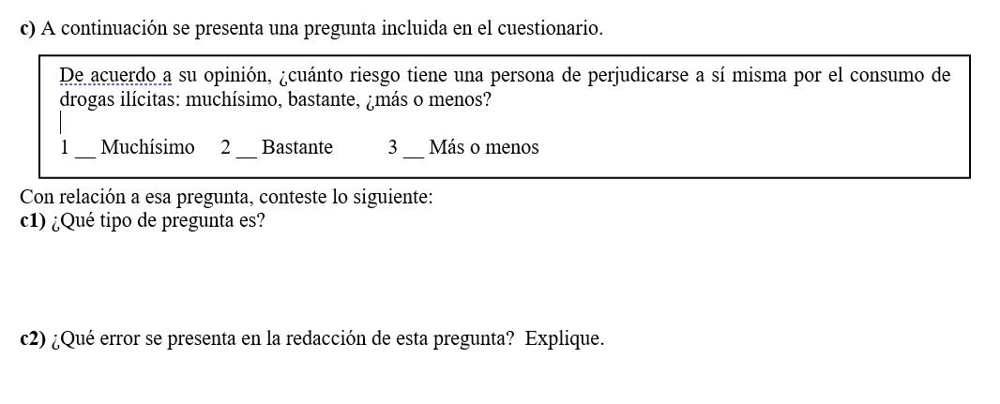 c) A continuación se presenta una pregunta incluida en el cuestionario.
De acuerdo a su opinión, ¿cuánto riesgo tiene una persona de perjudicarse a sí misma por el consumo de
drogas ilícitas: muchísimo, bastante, ¿más o menos?
1 __ Muchísimo 2 __ Bastante 3 __ Más o menos
Con relación a esa pregunta, conteste lo siguiente:
c1) ¿Qué tipo de pregunta es?
c2) ¿Qué error se presenta en la redacción de esta pregunta? Explique.